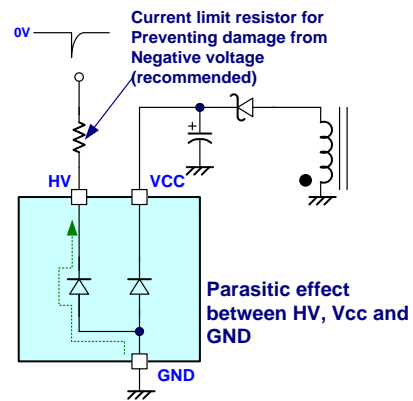 Current limit resistor for
Preventing damage from
Negative voltage
(recommended)
0V
+
HV
VCC
Parasitic effect
between HV, Vcc and
GND
GND